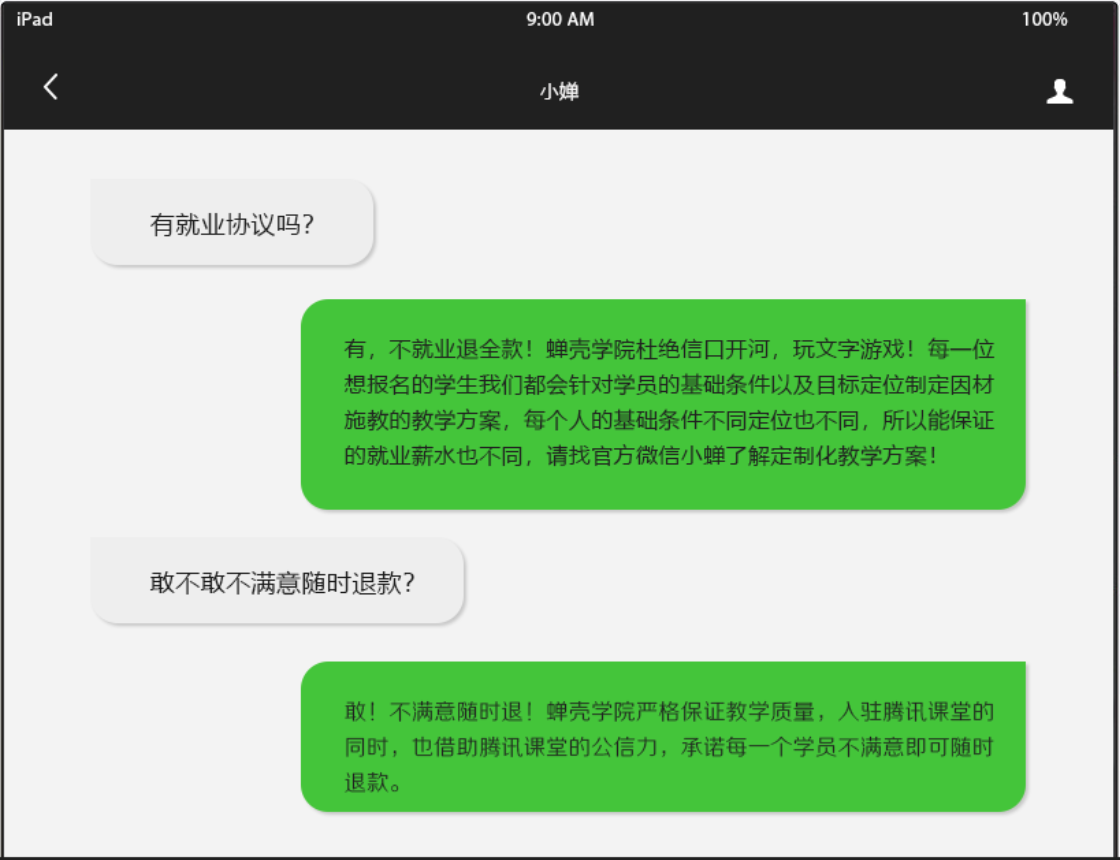 iPad 9:00 AM 100%
小蝉
有就业协议吗？
有，不就业退全款！蝉壳学院杜绝信口开河，玩文字游戏！每一位
想报名的学生我们都会针对学员的基础条件以及目标定位制定因材
施教的教学方案，每个人的基础条件不同定位也不同，所以能保证
的就业薪水也不同，请找官方微信小蝉了解定制化教学方案！
敢不敢不满意随时退款？
敢！不满意随时退！蝉壳学院严格保证教学质量，入驻腾讯课堂的
同时，也借助腾讯课堂的公信力，承诺每一个学员不满意即可随时
退款。